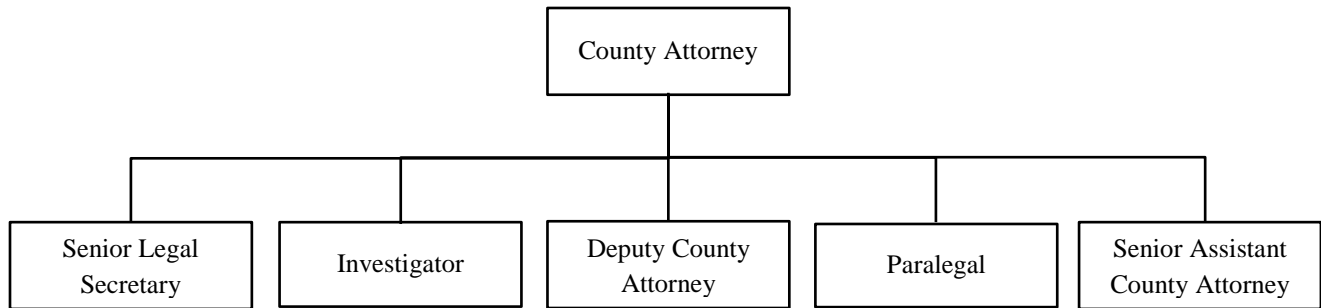 County Attorney
Senior Legal
Secretary
Investigator
Deputy County
Attorney
Paralegal
Senior Assistant
County Attorney